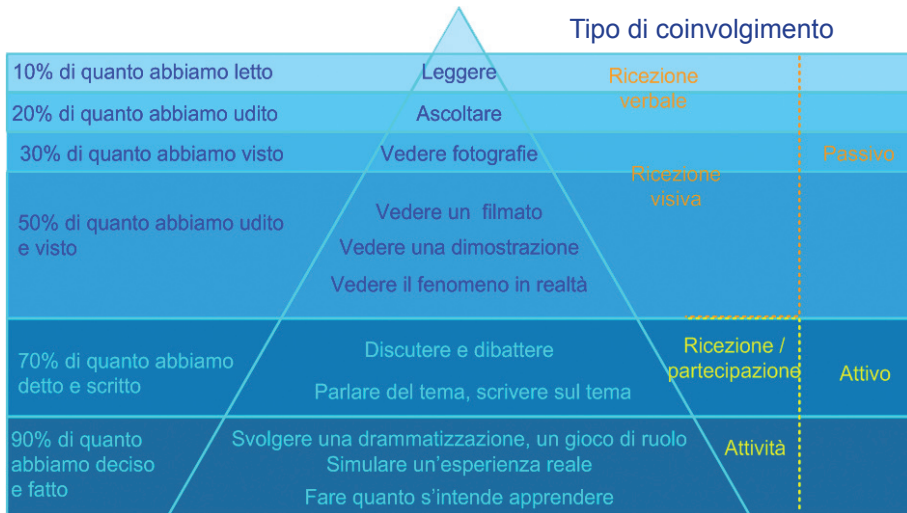 Tipo di coinvolgimento
10% di quanto abbiamo letto
Leggere
Ricezione
verbale
20% di quanto abbiamo udito
Ascoltare
30% di quanto abbiamo visto
Vedere fotografie
Ricezione
visiva
Passivo
50% di quanto abbiamo udito
e visto
Vedere un filmato
Vedere una dimostrazione
Vedere il fenomeno in realtà
70% di quanto abbiamo
detto e scritto
Discutere e dibattere
Parlare del tema, scrivere sul tema
Ricezione /
partecipazione
Attivo
90% di quanto
abbiamo deciso
e fatto
Svolgere una drammatizzazione, un gioco di ruolo
Simulare un'esperienza reale
Fare quanto s'intende apprendere
Attività